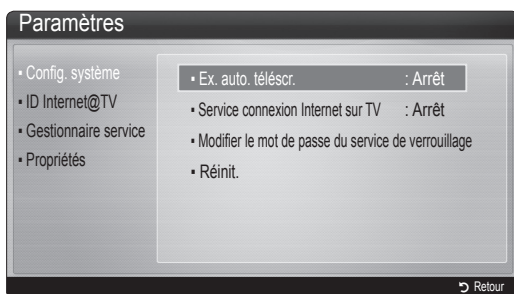 Paramètres
▪ Config. système
▪ ID Internet@TV
▪ Gestionnaire service
▪ Propriétés
▪ Ex. auto. téléscr. : Arrêt
▪ Service connexion Internet sur TV : Arrêt
▪ Modifier le mot de passe du service de verrouillage
▪ Réinit.
Retour